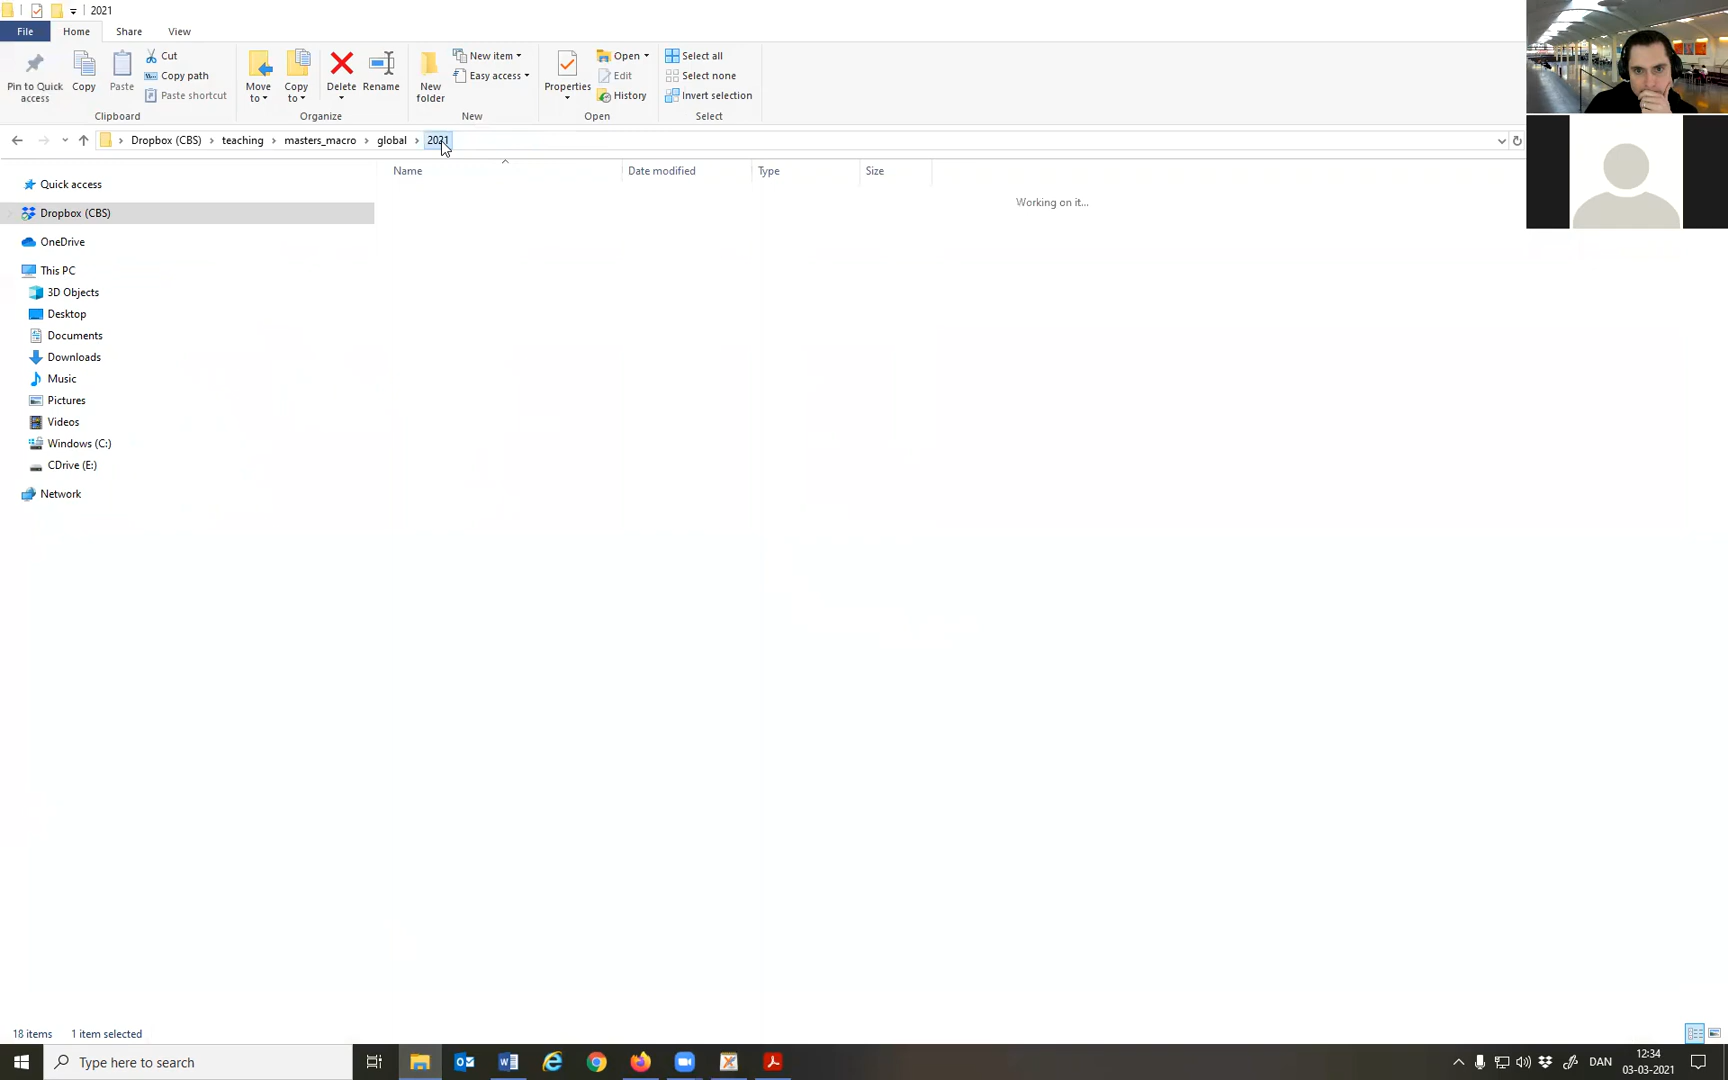 2021
File Home Share View
Pin to Quick access
Copy
Paste
Cut
Copy path
Paste shortcut
Clipboard
Move to
Copy to
Delete
Rename
Organize
New folder
New item
Easy access
New
Properties
Open
Edit
History
Open
Select all
Select none
Invert selection
Select
Dropbox (CBS) teaching masters_macro global 2021
Name Date modified Type Size
Working on it...
Quick access
Dropbox (CBS)
OneDrive
This PC
3D Objects
Desktop
Documents
Downloads
Music
Pictures
Videos
Windows (C:)
CDrive (E:)
Network
18 items 1 item selected
Type here to search
DAN
12:34
03-03-2021